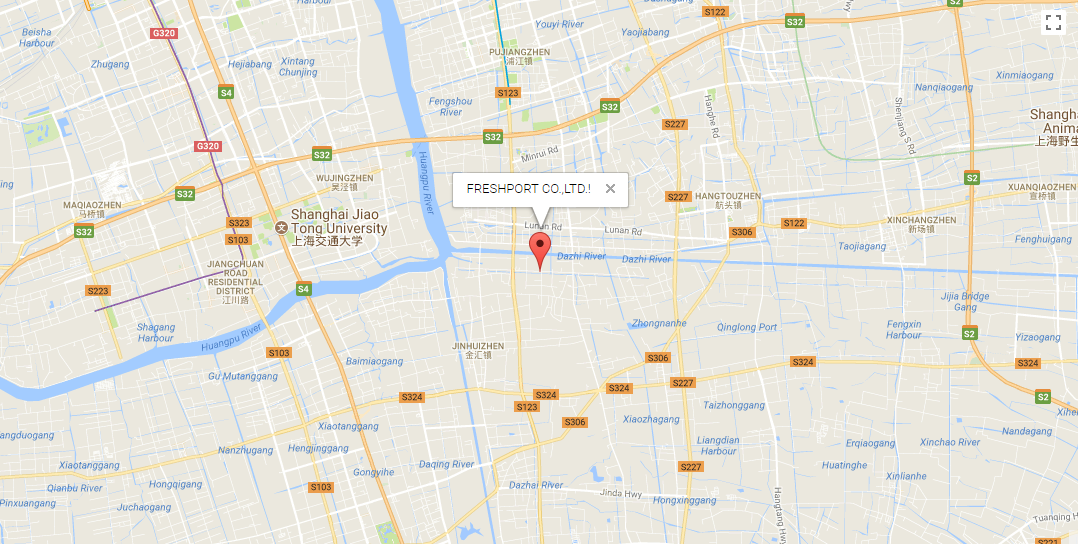 Beisha
Harbour
G320
Harbour
Youyi River
S122
S32
Dazhi River
Yaojiabang
PUJIANGZHEN
浦江镇
Zhugang
Hejiabang
Xintang
Chunjing
Xinmiaogang
Nanqiaogang
S4
S123
Fengshou
River
S32
Hanghe Rd
Shenjiang S Rd
Shangha
Anima
上海野生
S227
G320
S32
S32
Minrui Rd
Huangpu River
WUJINGZHEN
吴泾镇
S2
FRESHPORT CO.,LTD.!
MAQIAOZHEN
马桥镇
S32
S227
HANGTOUZHEN
航头镇
XUANQIAOZHEN
宣桥镇
S32
S323
S103
Shanghai Jiao
Tong University
上海交通大学
Lunan Rd
Lunan Rd
S306
S122
XINCHANGZHEN
新场镇
Taojiagang
Fenghuigang
Dazhi River
Dazhi River
JIANGCHUAN
ROAD
RESIDENTIAL
DISTRICT
江川路
S223
S4
Jijia Bridge
Gang
Shagang
Harbour
Huangpu River
Zhongnanhe
Qinglong Port
Fengxin
Harbour
S2
Yizaogang
JINHUIZHEN
金汇镇
S103
Baimiaogang
S306
S324
S324
Gu Mutanggang
S324
S324
S324
S227
S2
S123
Taizhonggang
S306
Xiaozhagang
Xiaotanggang
Nandagang
Liangdian
Harbour
Erqiaogang
Xinchao River
Nanzhugang
Hengjinggang
Xiaotanggang
Gongyihe
Daqing River
S227
Huatinghe
Xinlianhe
Qianbu River
Hongqigang
S103
Dazhai River
Jinda Hwy
Hongxinggang
Pinxuangang
Juchaogang
Hangtang Hwy
Tuanqing H
S221